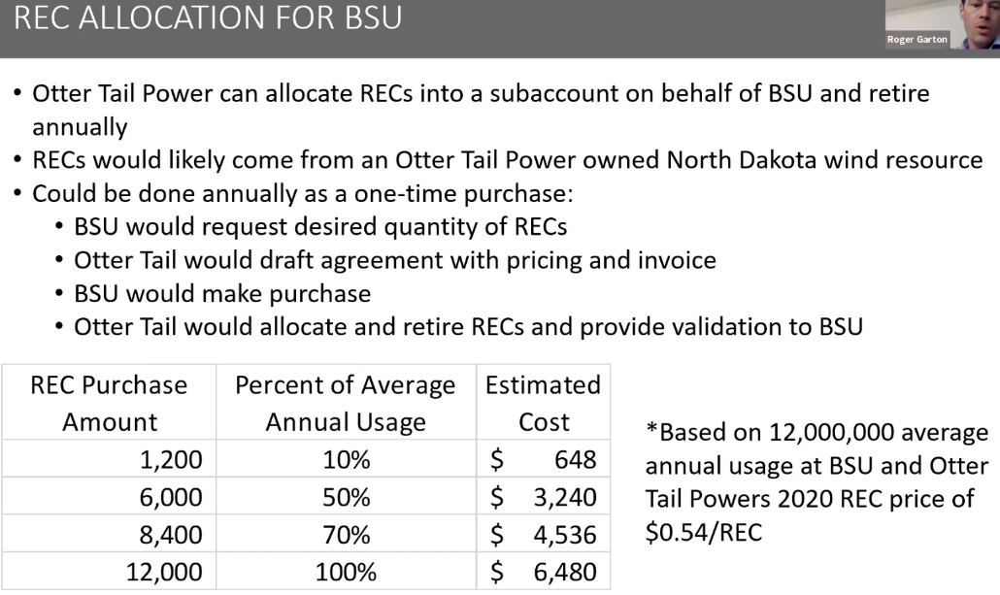 REC ALLOCATION FOR BSU
Roger Garton
• Otter Tail Power can allocate RECs into a subaccount on behalf of BSU and retire
annually
• RECs would likely come from an Otter Tail Power owned North Dakota wind resource
• Could be done annually as a one-time purchase:
• BSU would request desired quantity of RECs
• Otter Tail would draft agreement with pricing and invoice
• BSU would make purchase
• Otter Tail would allocate and retire RECs and provide validation to BSU
REC Purchase Amount Percent of Average Annual Usage Estimated Cost
1,200 10% $ 648
6,000 50% $ 3,240
8,400 70% $ 4,536
12,000 100% $ 6,480
*Based on 12,000,000 average
annual usage at BSU and Otter
Tail Powers 2020 REC price of
$0.54/REC